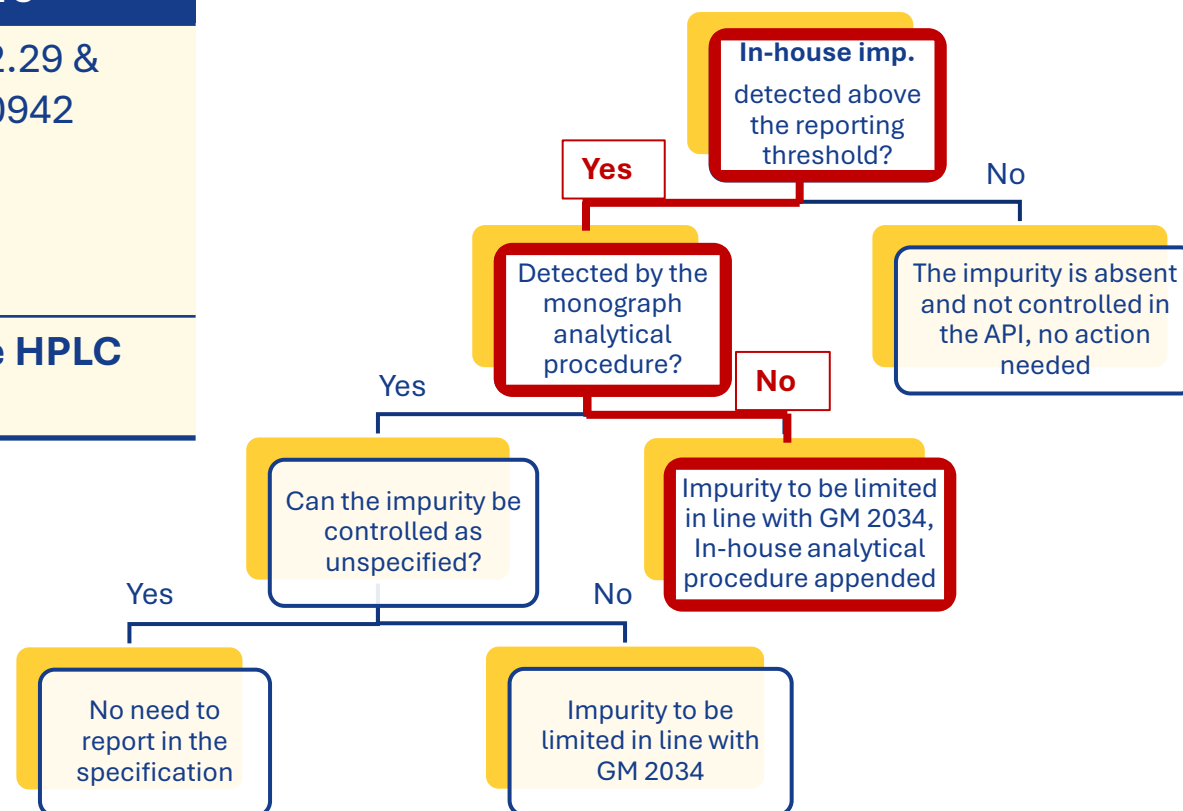 2.29 &
0942
HPLC
In-house imp.
detected above
the reporting
threshold?
Yes
No
Detected by the
monograph
analytical
procedure?
The impurity is absent
and not controlled in
the API, no action
needed
Yes
No
Can the impurity be
controlled as
unspecified?
Impurity to be limited
in line with GM 2034,
In-house analytical
procedure appended
Yes
No
No need to
report in the
specification
Impurity to be
limited in line with
GM 2034